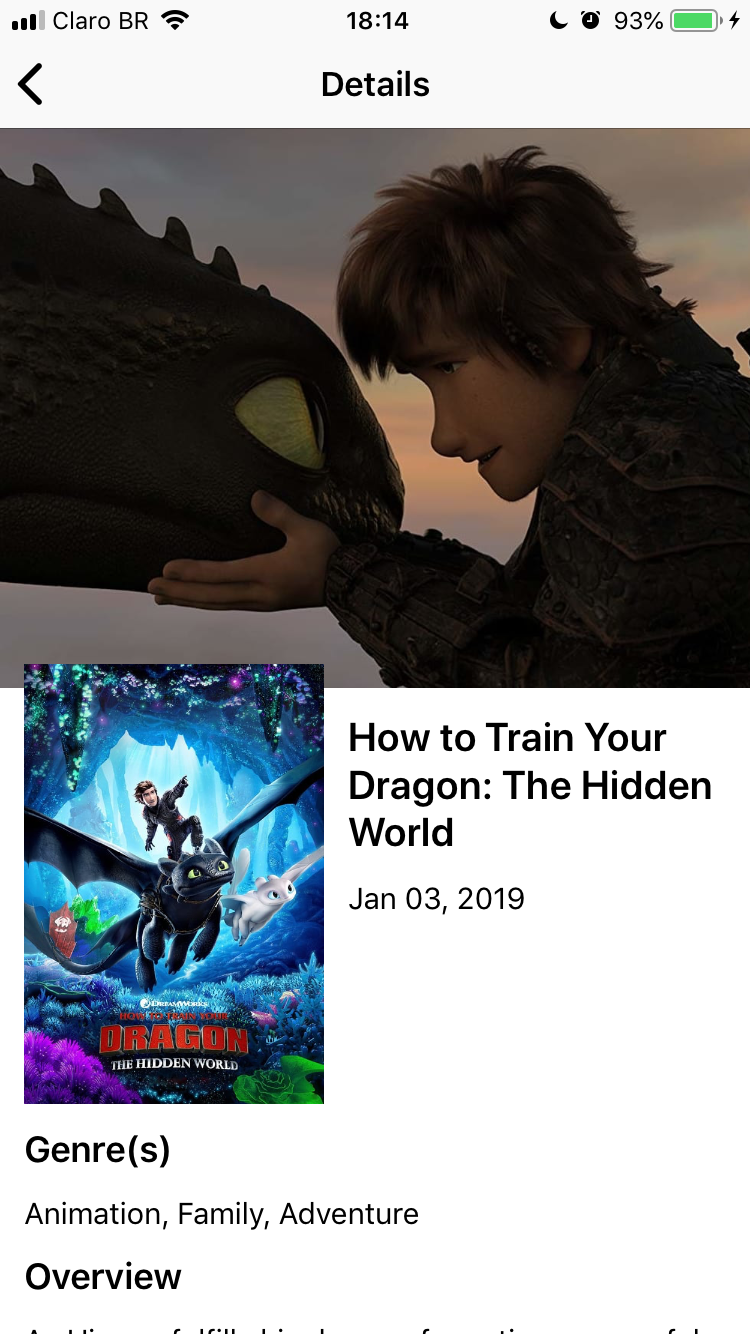 Claro BR 18:14 93%
Details
How to Train Your
Dragon: The Hidden
World
Jan 03, 2019
DREAMWORKS
HOW TO TRAIN YOUR
DRAGON
THE HIDDEN WORLD
Genre(s)
Animation, Family, Adventure
Overview